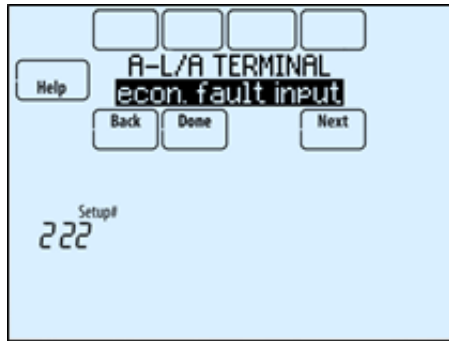 A-L/A TERMINAL
Help
econ. fault input
Back Done Next
Setup#
222